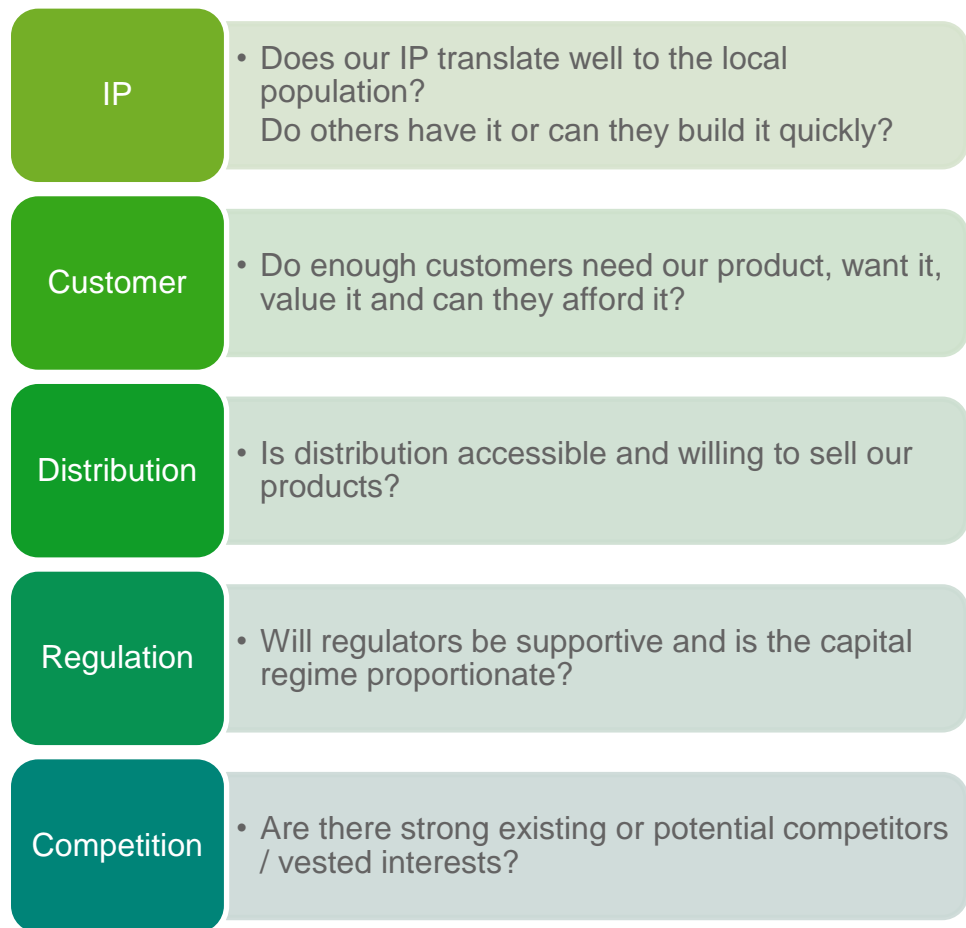 IP
• Does our IP translate well to the local
population?
Do others have it or can they build it quickly?
Customer
• Do enough customers need our product, want it,
value it and can they afford it?
Distribution
• Is distribution accessible and willing to sell our
products?
Regulation
• Will regulators be supportive and is the capital
regime proportionate?
Competition
• Are there strong existing or potential competitors
/ vested interests?